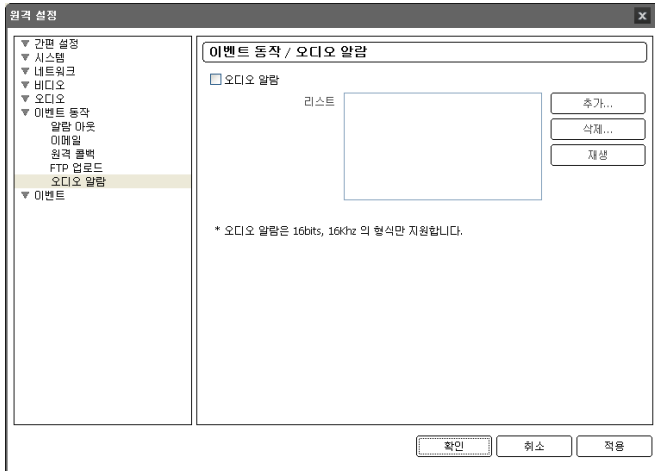 원격 설정
x
▼ 간편 설정
▼ 시스템
▼ 네트워크
▼ 비디오
▼ 오디오
▼ 이벤트 동작
알람 아웃
이메일
원격 콜백
FTP 업로드
오디오 알람
▼ 이벤트
이벤트 동작 / 오디오 알람
오디오 알람
리스트
추가...
삭제...
재생
* 오디오 알람은 16bits, 16Khz 의 형식만 지원합니다.
확인 취소 적용